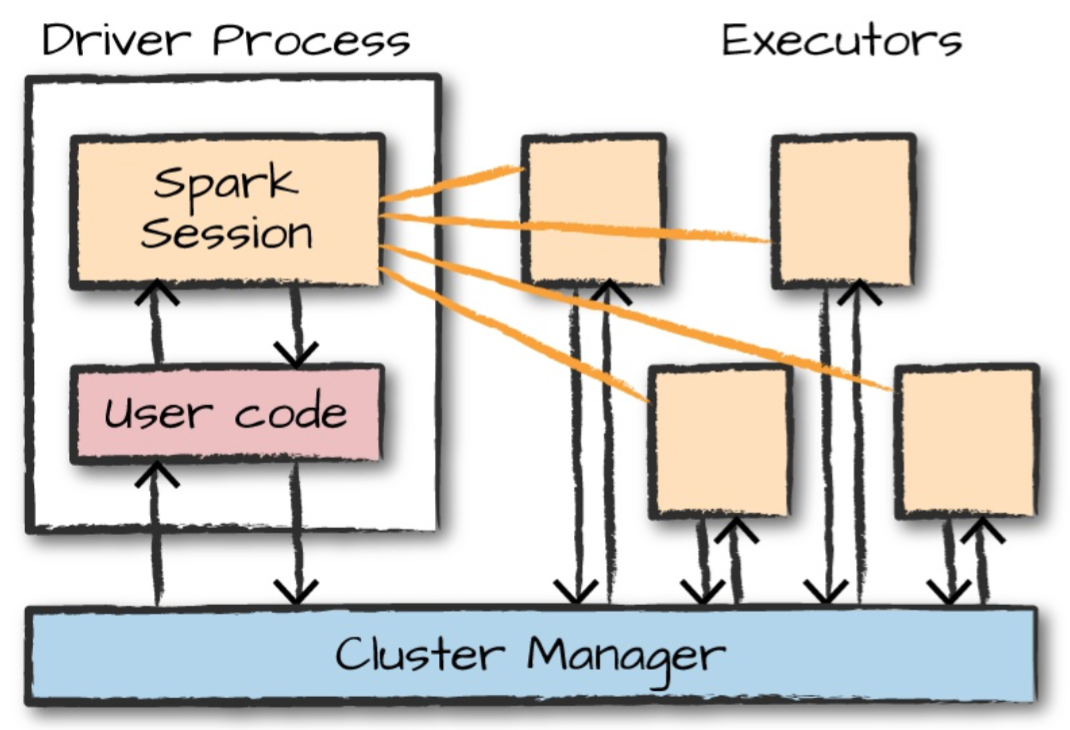 Driver Process
Executors
Spark
Session
User code
Cluster Manager